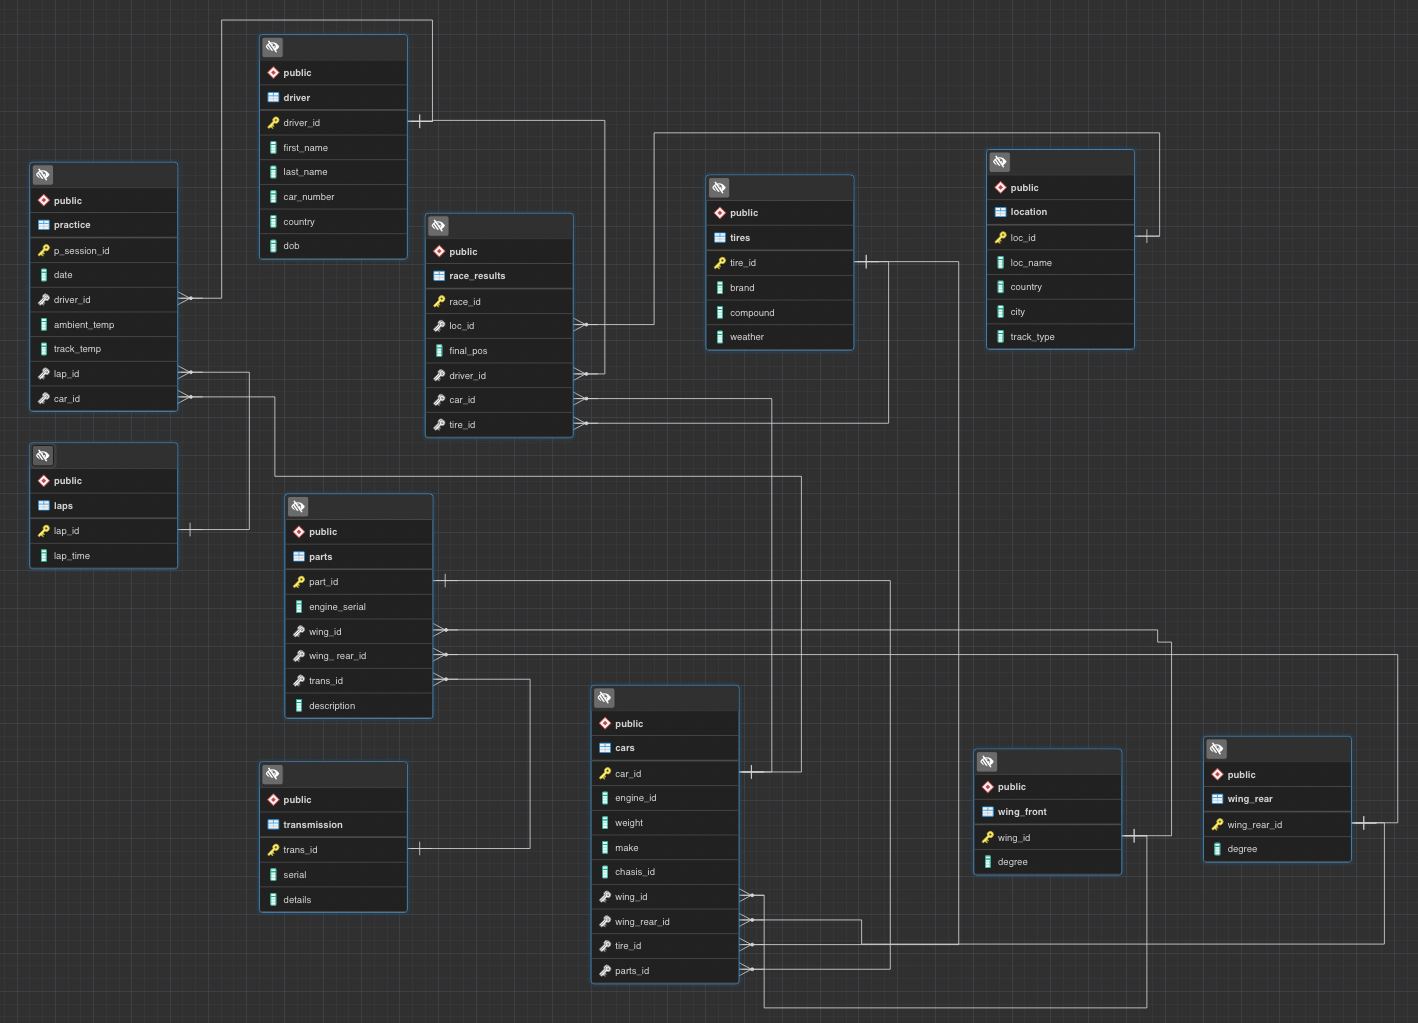 public
driver
driver_id
first_name
last_name
car_number
country
dob
public
practice
p_session_id
date
driver_id
ambient_temp
track_temp
lap_id
car_id
public
race_results
race_id
loc_id
final_pos
driver_id
car_id
tire_id
public
tires
tire_id
brand
compound
weather
public
location
loc_id
loc_name
country
city
track_type
public
laps
lap_id
lap_time
public
parts
part_id
engine_serial
wing_id
wing_ rear_id
trans_id
description
public
transmission
trans_id
serial
details
public
cars
car_id
engine_id
weight
make
chasis_id
wing_id
wing_rear_id
tire_id
parts_id
public
wing_front
wing_id
degree
public
wing_rear
wing_rear_id
degree